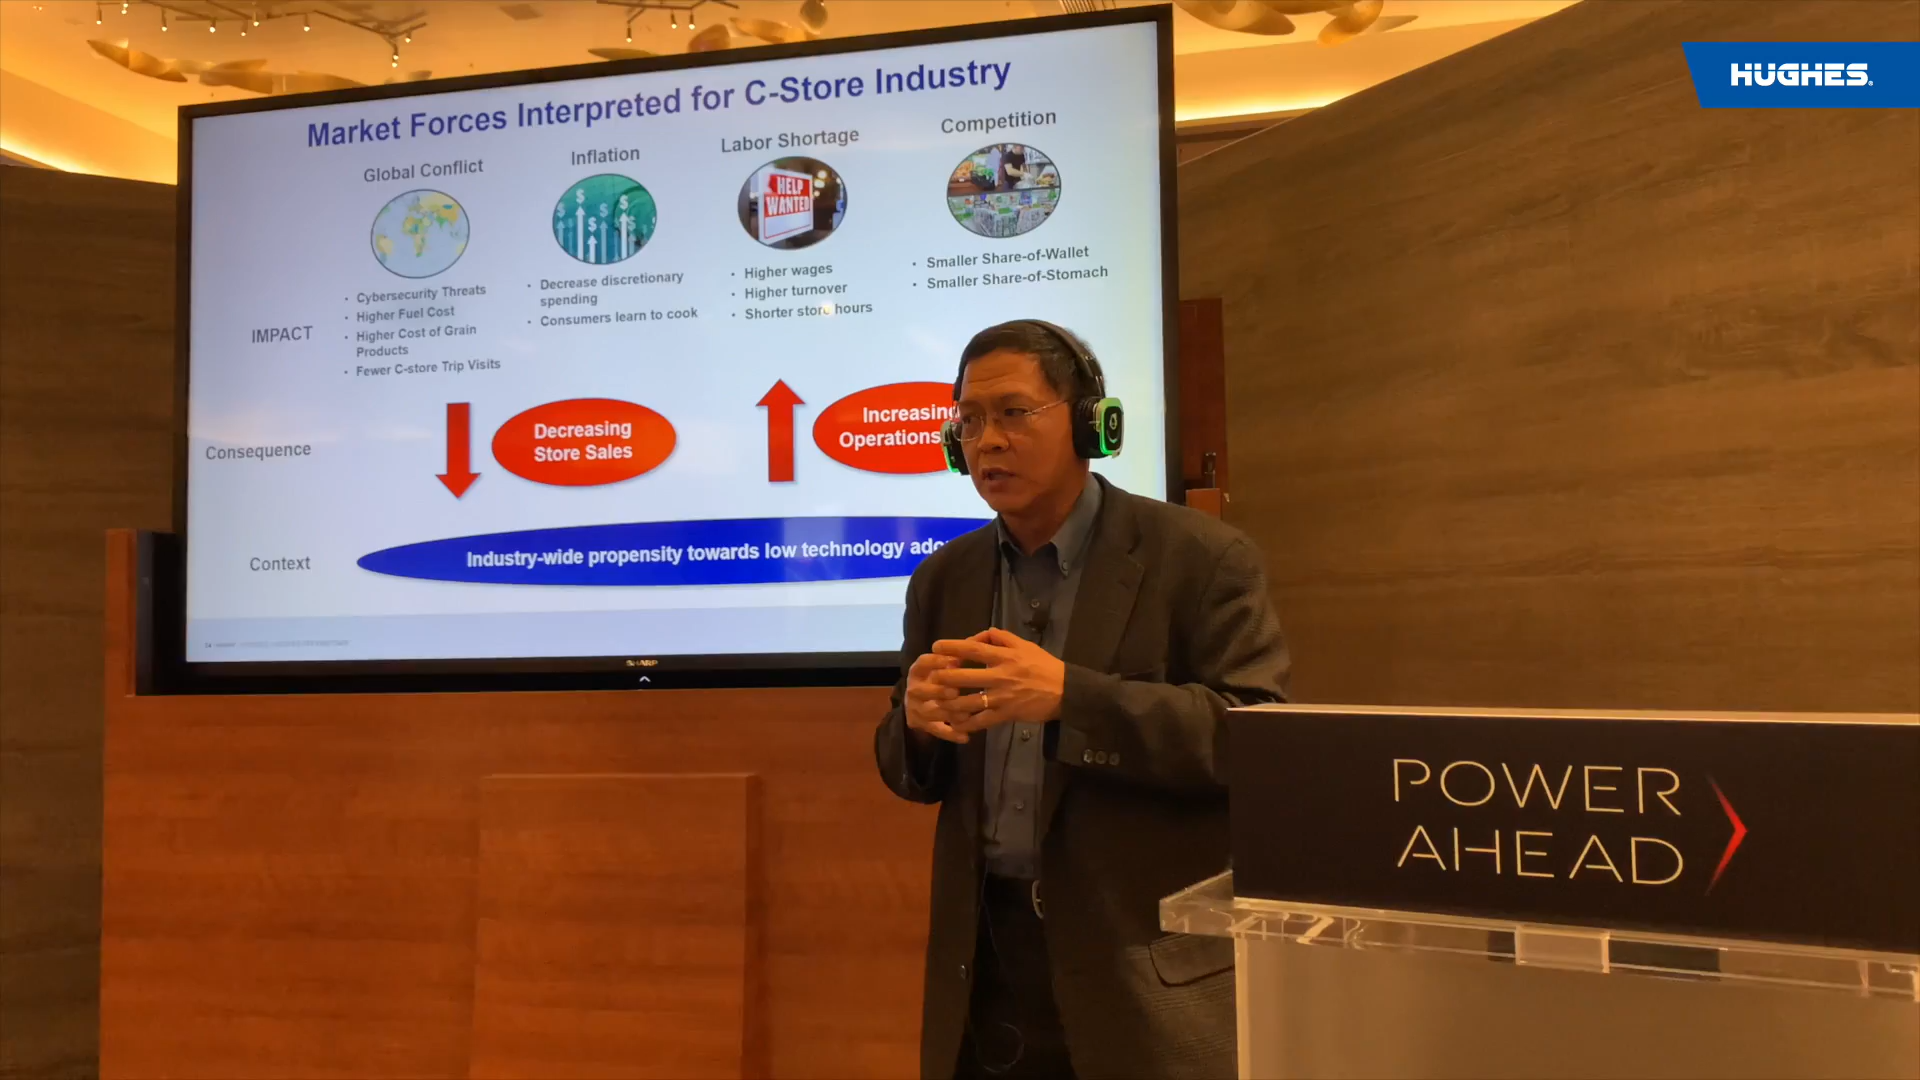 HUGHES
Market Forces Interpreted for C-Store Industry
Global Conflict
Inflation
Labor Shortage
Competition
HELP
WANTED
IMPACT
• Cybersecurity Threats
• Higher Fuel Cost
• Higher Cost of Grain
Products
• Fewer C-store Trip Visits
• Decrease discretionary
spending
• Consumers learn to cook
• Higher wages
• Higher turnover
• Shorter store hours
• Smaller Share-of-Wallet
• Smaller Share-of-Stomach
Consequence
Decreasing
Store Sales
Increasing
Operations
Context
Industry-wide propensity towards low technology ado
SHARP
POWER
AHEAD